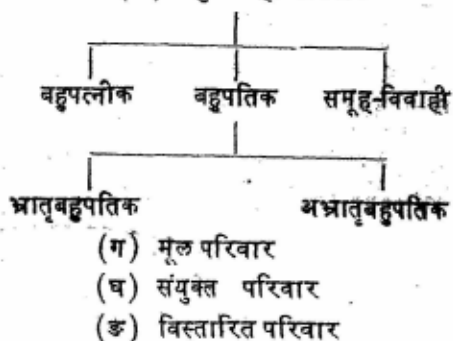 बहुपत्नीक बहुपतिक समूह-विवाही
भ्रातृबहुपतिक अभ्रातृबहुपतिक
(ग) मूल परिवार
(घ) संयुक्त परिवार
(ङ) विस्तारित परिवार